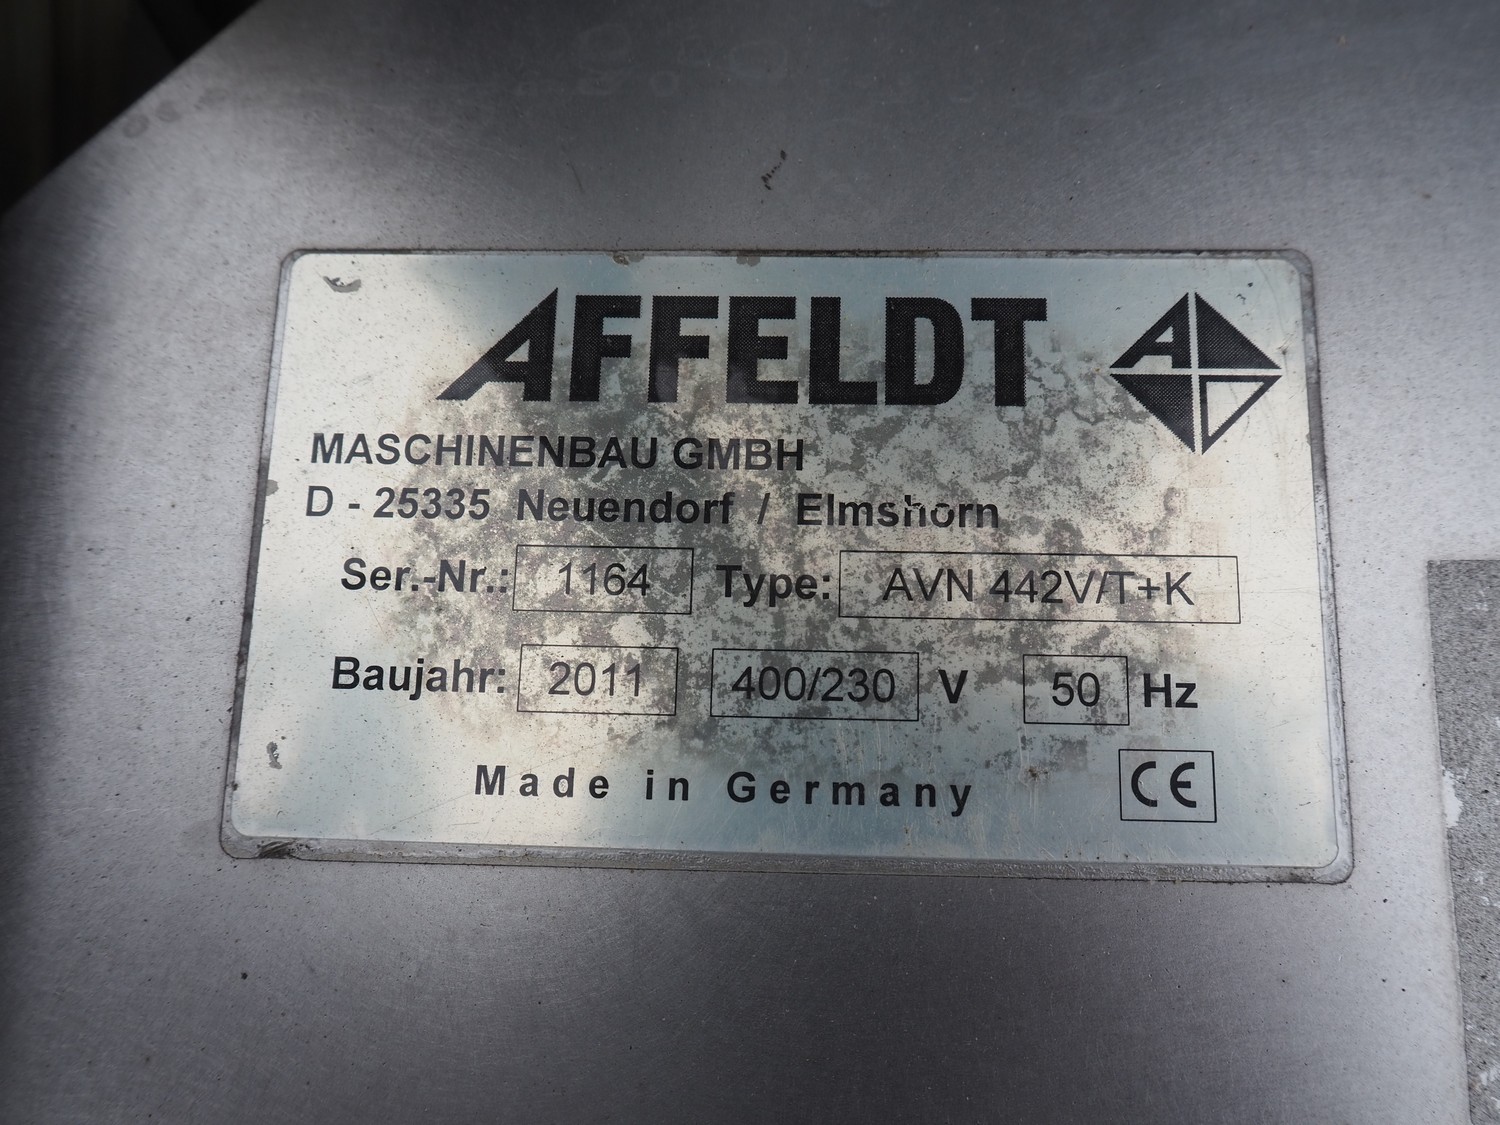 AFFELDT
MASCHINENBAU GMBH
D - 25335 Neuendorf / Elmshorn
Ser.-Nr.: 1164 Type: AVN 442V/T+K
Baujahr: 2011 400/230 V 50 Hz
Made in Germany CE